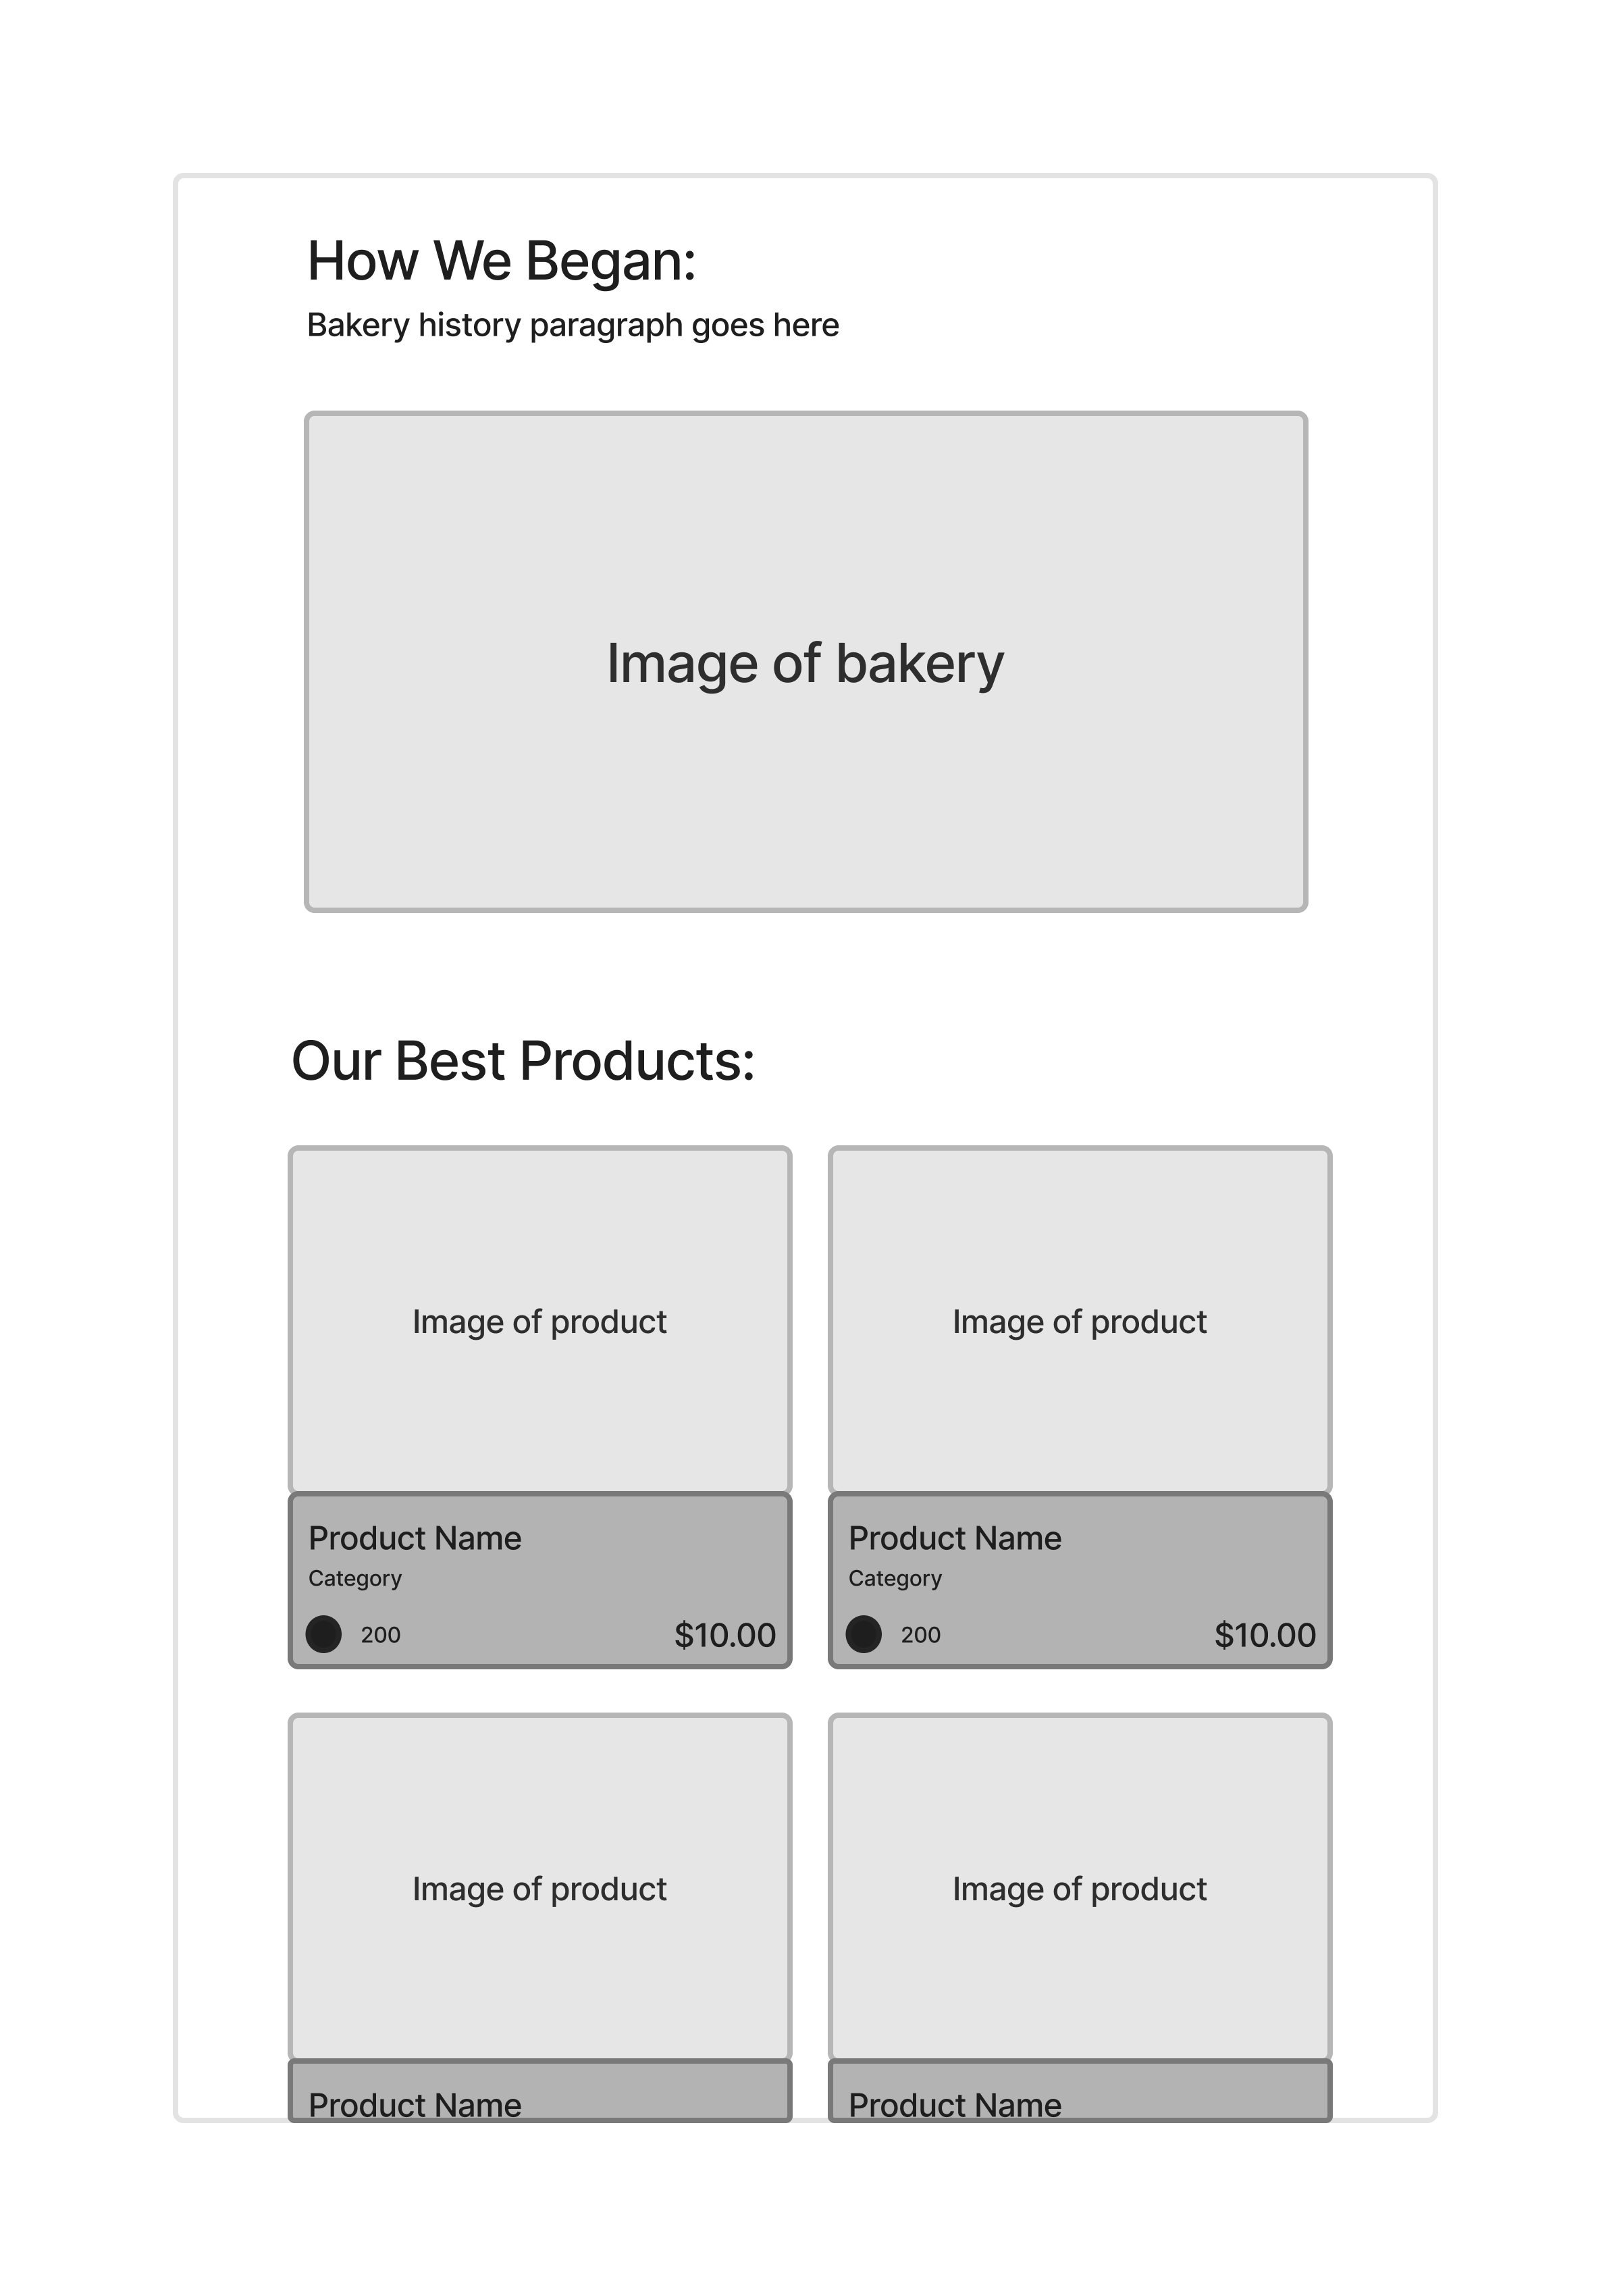 How We Began:
Bakery history paragraph goes here
Image of bakery
Our Best Products:
Image of product
Image of product
Product Name
Category
200
$10.00
Product Name
Category
200
$10.00
Image of product
Image of product
Product Name
Product Name